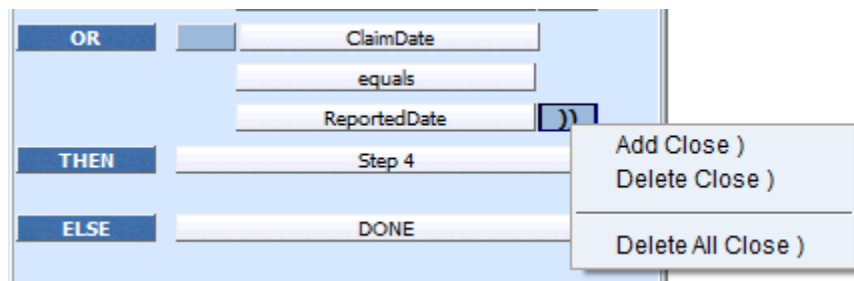 OR ClaimDate
equals
ReportedDate ))
THEN Step 4
ELSE DONE
Add Close )
Delete Close )
Delete All Close )